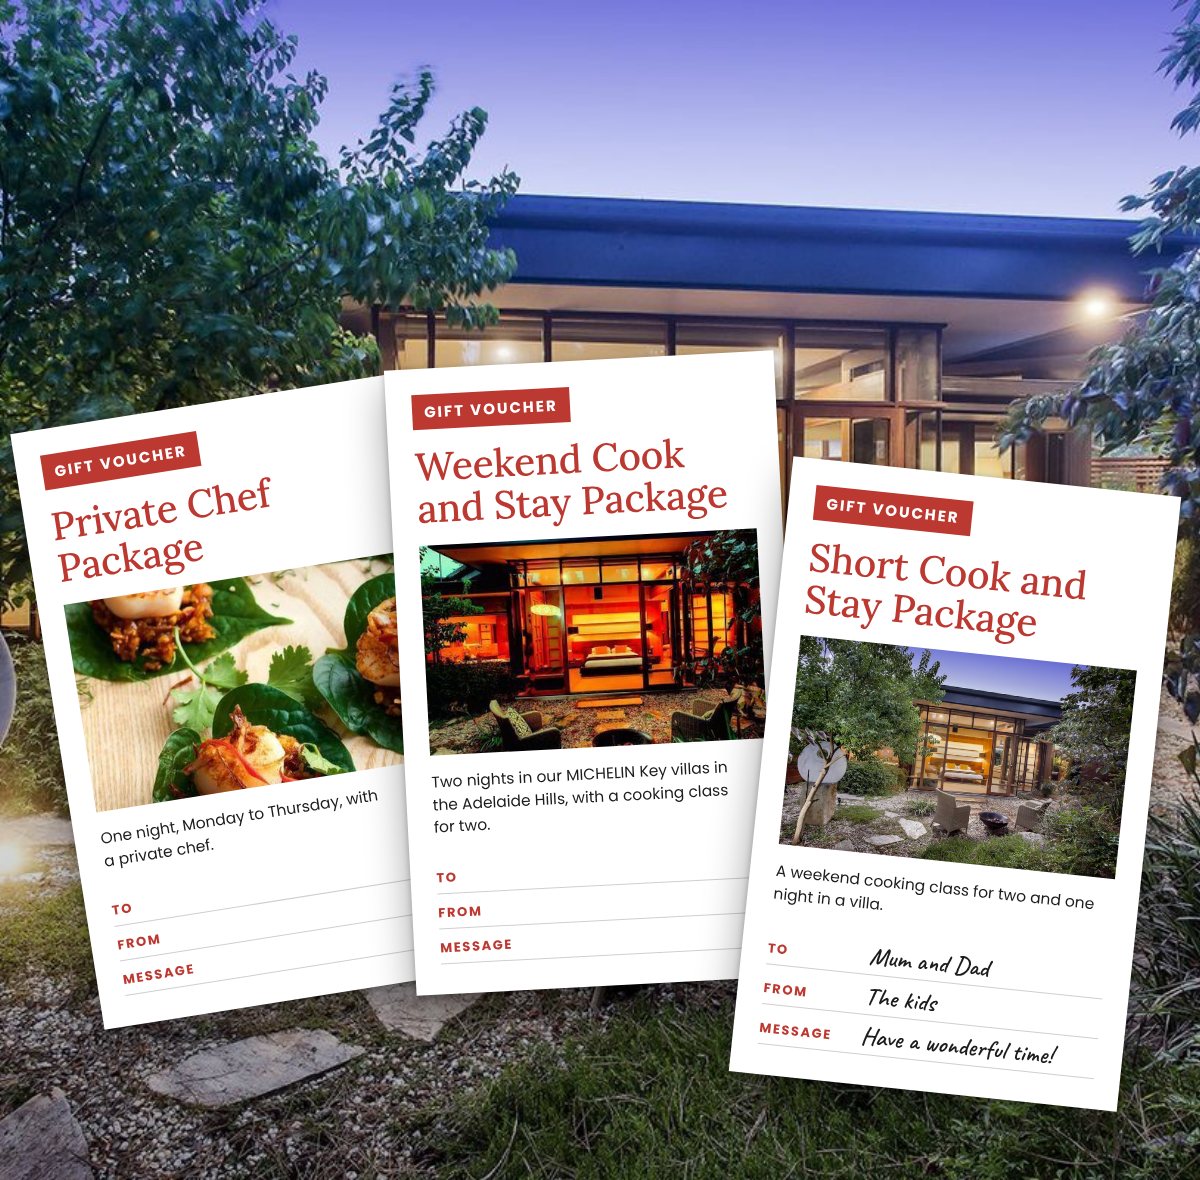 GIFT VOUCHER
Private Chef
Package
One night, Monday to Thursday, with
a private chef.
TO
FROM
MESSAGE
GIFT VOUCHER
Weekend Cook
and Stay Package
Two nights in our MICHELIN Key villas in
the Adelaide Hills, with a cooking class
for two.
TO
FROM
MESSAGE
GIFT VOUCHER
Short Cook and
Stay Package
A weekend cooking class for two and one
night in a villa.
TO Mum and Dad
FROM The kids
MESSAGE Have a wonderful time!